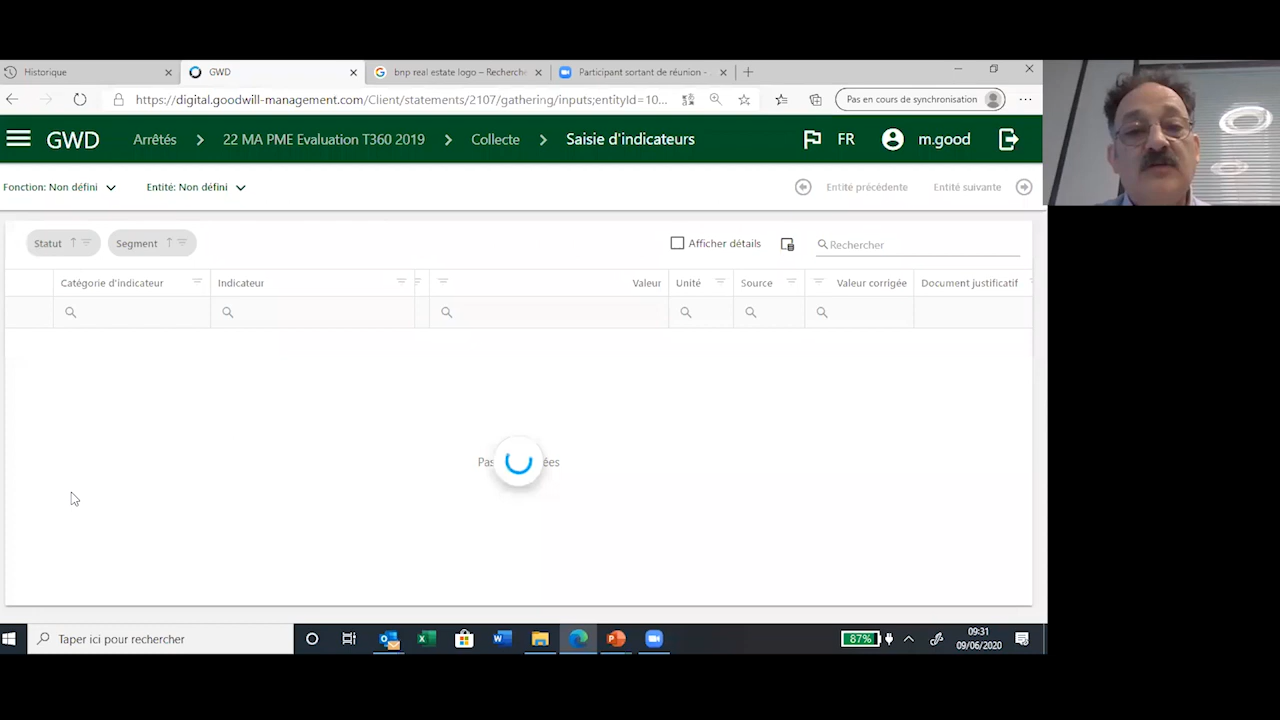 Historique
GWD
bnp real estate logo – Recherche
Participant sortant de réunion -
https://digital.goodwill-management.com/Client/statements/2107/gathering/inputs;entityId=10...
Pas en cours de synchronisation
GWD
Arrêtés
22 MA PME Evaluation T360 2019
Collecte
Saisie d'indicateurs
FR
m.good
Fonction: Non défini
Entité: Non défini
Entité précédente
Entité suivante
Statut
Segment
Afficher détails
Rechercher
Catégorie d'indicateur
Indicateur
Valeur
Unité
Source
Valeur corrigée
Document justificatif
Pas
ées
Taper ici pour rechercher
87%
09:31
09/06/2020